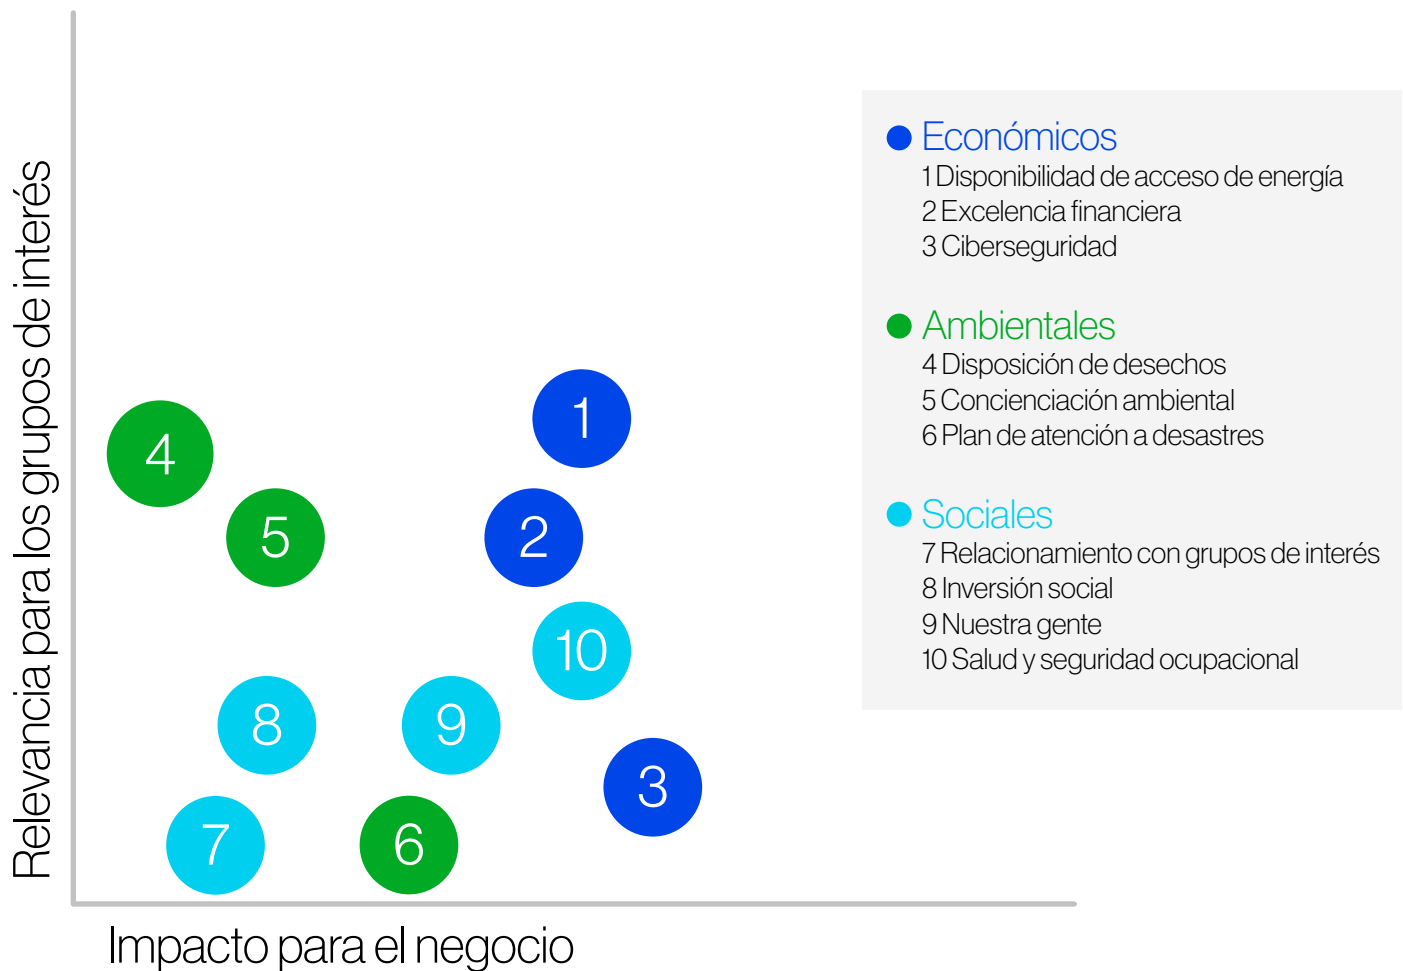 Relevancia para los grupos de interés
1
4
5
2
10
8
9
3
7
6
Impacto para el negocio
Económicos
1 Disponibilidad de acceso de energía
2 Excelencia financiera
3 Ciberseguridad
Ambientales
4 Disposición de desechos
5 Concienciación ambiental
6 Plan de atención a desastres
Sociales
7 Relacionamiento con grupos de interés
8 Inversión social
9 Nuestra gente
10 Salud y seguridad ocupacional